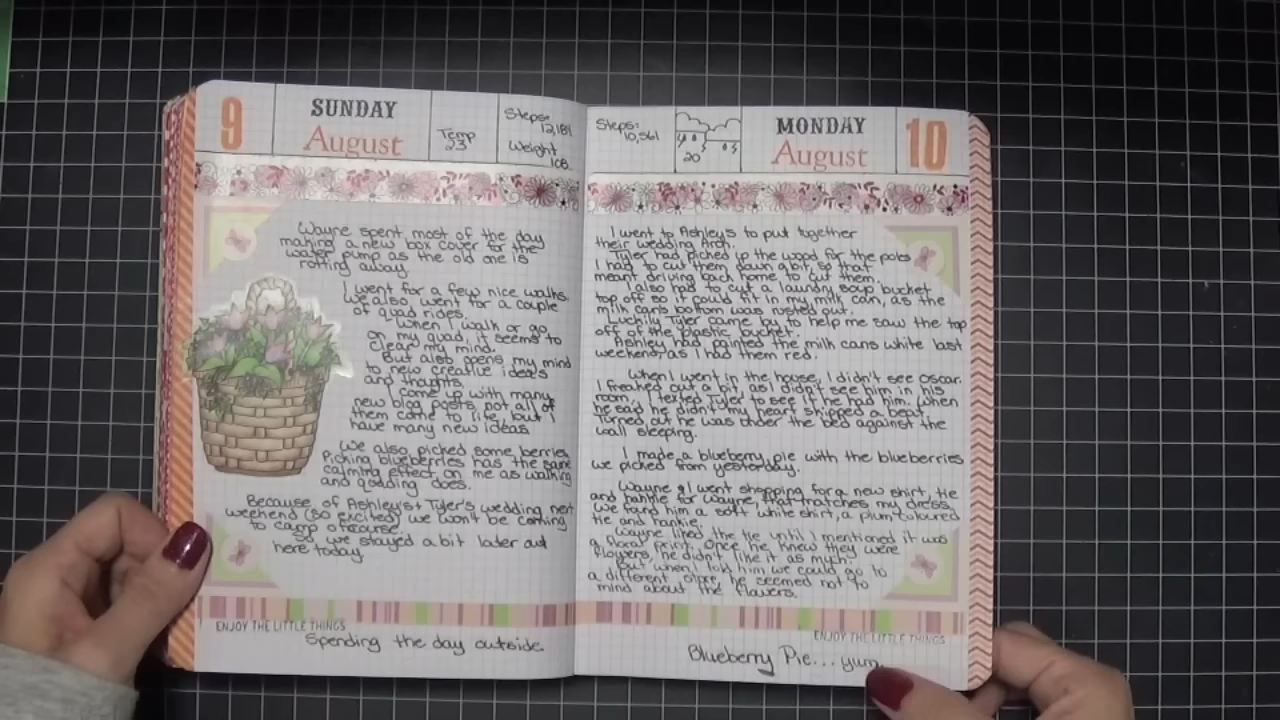 9
SUNDAY
August
Temp
23
Steps:
12,181
Weight
108
Wayne spent most of the day
making a new box cover for the
water pump as the old one is
rotting away.
I went for a few nice walks.
We also went for a couple
of quad rides.
When I walk or go
on my quad, it seems to
clear my mind.
But also opens my mind
to new creative ideas
and thoughts.
I come up with many
new blog posts, not all of
them come to life, but I
have many new ideas
We also picked some berries
Picking blueberries has the same
calming effect on me as walking
and quading does.
Because of Ashley's + Tyler's wedding next
weekend (so excited) we won't be coming
to camp of course.
So we stayed a bit later out
here today.
ENJOY THE LITTLE THINGS
Spending the day outside.
Steps:
10,561
20°
MONDAY
August
10
I went to Ashley's to put together
their wedding Arch.
Tyler had picked up the wood for the poles
I had to cut them down a bit, so that
meant driving back home to cut them.
I also had to cut a laundry soup bucket
top off so it could fit in my milk can, as the
milk cans bottom was rusted out.
Luckily Tyler came by to help me saw the top
off of the plastic bucket.
Ashley had painted the milk cans white last
weekend, as I had them red.
When I went in the house, I didn't see Oscar.
I freaked out a bit, as I didn't see him in his
room. I texted Tyler to see if he had him. When
he said he didn't my heart skipped a beat.
Turned out he was under the bed against the
wall sleeping.
I made a blueberry pie with the blueberries
we picked from yesterday.
Wayne & I went shopping for a new shirt, tie
and hankie for Wayne, that matches my dress.
We found him a soft white shirt, a plum coloured
tie and hankie.
Wayne liked the tie until I mentioned it was
a floral print. Once he knew they were
flowers, he didn't like it as much.
But when I told him we could go to
a different store, he seemed not to
mind about the flowers.
ENJOY THE LITTLE THINGS
Blueberry Pie... yum.